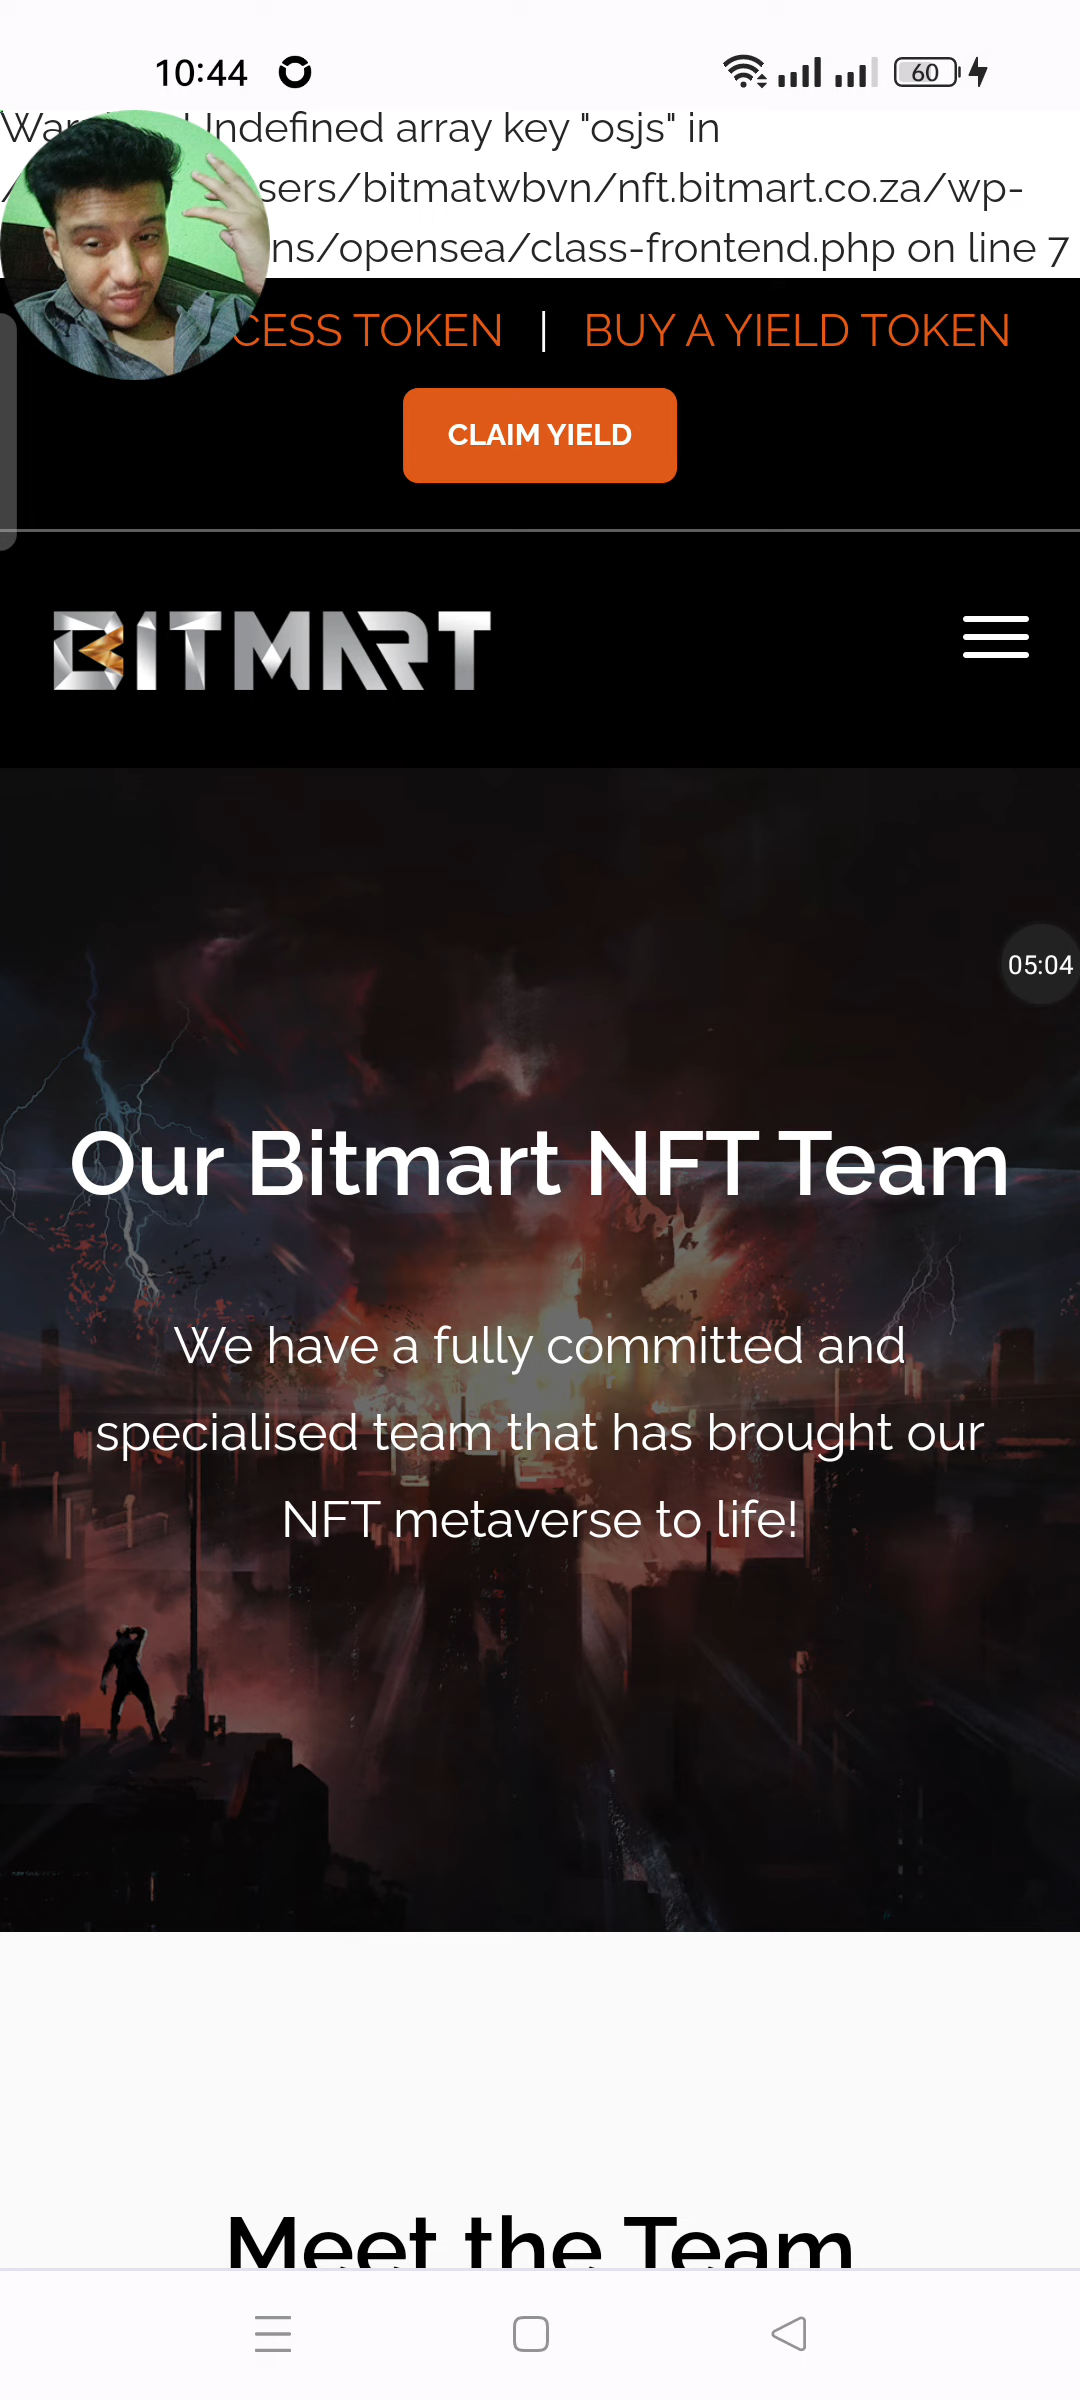 10:44
60
Undefined array key "osjs" in
sers/bitmatwbvn/nft.bitmart.co.za/wp-
ns/opensea/class-frontend.php on line 7
CESS TOKEN | BUY A YIELD TOKEN
CLAIM YIELD
BITMART
05:04
Our Bitmart NFT Team
We have a fully committed and
specialised team that has brought our
NFT metaverse to life!
Meet the Team